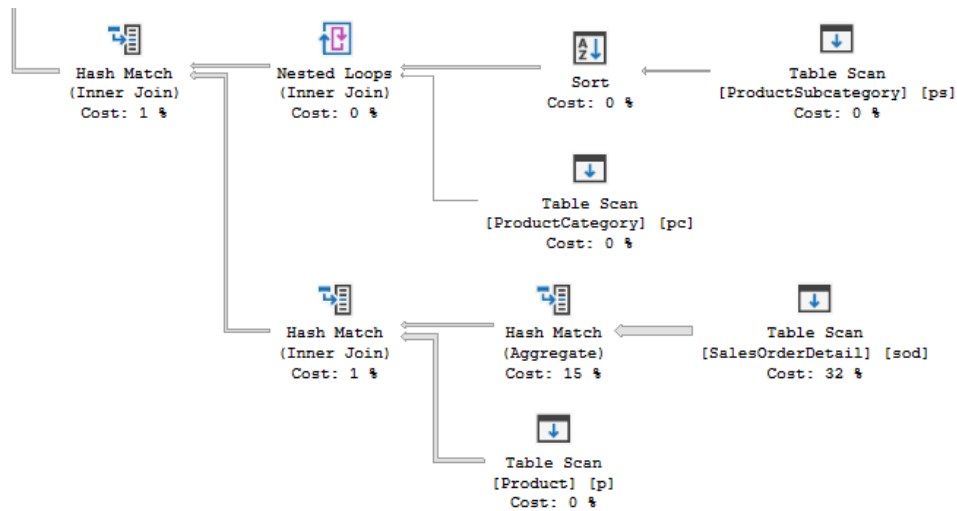 Hash Match
(Inner Join)
Cost: 1 %
Nested Loops
(Inner Join)
Cost: 0 %
A
Z
Sort
Cost: 0 %
Table Scan
[ProductSubcategory] [ps]
Cost: 0 %
Table Scan
[ProductCategory] [pc]
Cost: 0 %
Hash Match
(Inner Join)
Cost: 1 %
Hash Match
(Aggregate)
Cost: 15 %
Table Scan
[SalesOrderDetail] [sod]
Cost: 32 %
Table Scan
[Product] [p]
Cost: 0 %